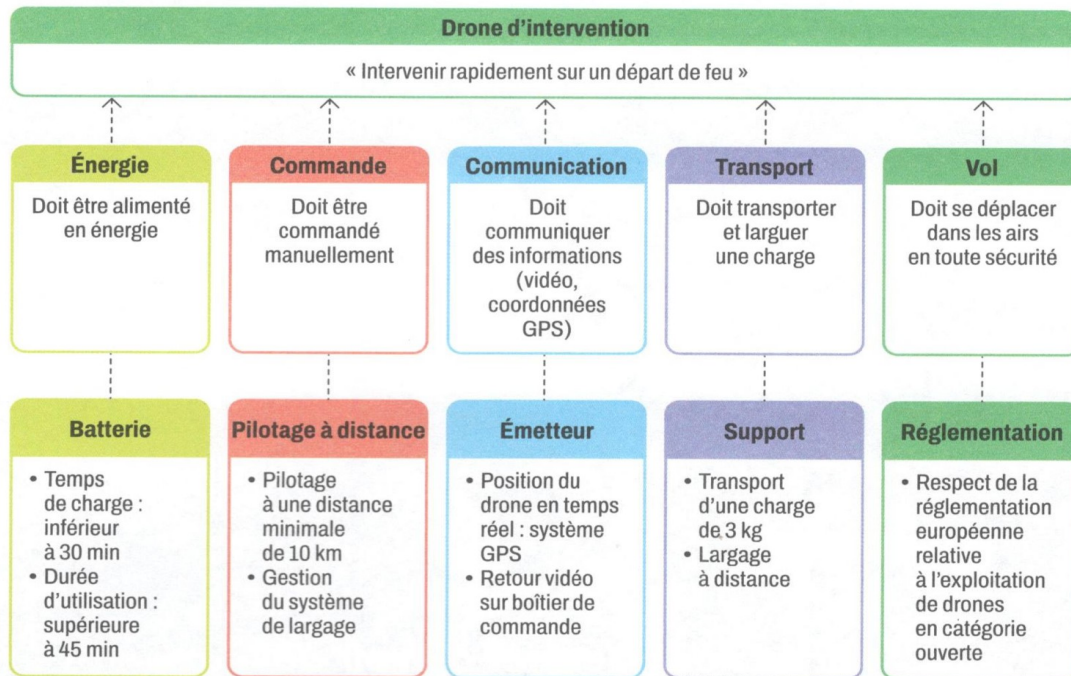 Drone d’intervention
« Intervenir rapidement sur un départ de feu »
Énergie
Doit être alimenté
en énergie
Commande
Doit être
commandé
manuellement
Communication
Doit
communiquer
des informations
(vidéo,
coordonnées
GPS)
Transport
Doit transporter
et larguer
une charge
Vol
Doit se déplacer
dans les airs
en toute sécurité
Batterie
• Temps
de charge :
inférieur
à 30 min
• Durée
d’utilisation :
supérieure
à 45 min
Pilotage à distance
• Pilotage
à une distance
minimale
de 10 km
• Gestion
du système
de largage
Émetteur
• Position du
drone en temps
réel : système
GPS
• Retour vidéo
sur boîtier de
commande
Support
• Transport
d’une charge
de 3 kg
• Largage
à distance
Réglementation
• Respect de la
réglementation
européenne
relative
à l’exploitation
de drones
en catégorie
ouverte